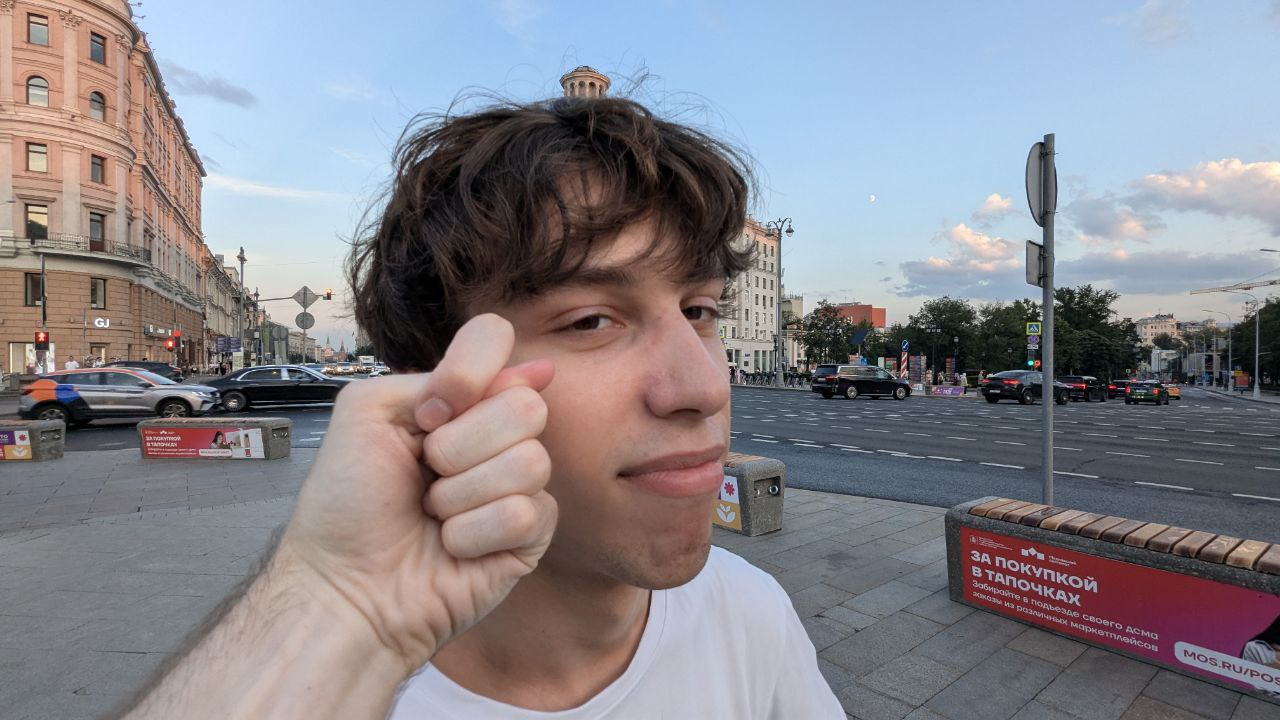 GJ
ЗА ПОКУПКОЙ
В ТАПОЧКАХ
ЗА ПОКУПКОЙ
В ТАПОЧКАХ
Забирайте в подъезде своего дома
заказы из различных маркетплейсов
MOS.RU/POS